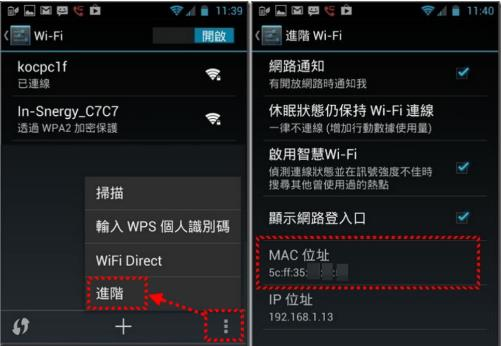 11:39
Wi-Fi
開啟
kocpc1f
已連線
In-Snergy_C7C7
透過 WPA2 加密保護
掃描
輸入 WPS 個人識別碼
WiFi Direct
進階
11:40
進階 Wi-Fi
網路通知
有開放網路時通知我
休眠狀態仍保持 Wi-Fi 連線
一律不連線 (增加行動數據使用量)
啟用智慧Wi-Fi
偵測連線狀態並在訊號強度不佳時
搜尋其他曾使用過的熱點
顯示網路登入口
MAC 位址
5c:ff:35:
IP 位址
192.168.1.13